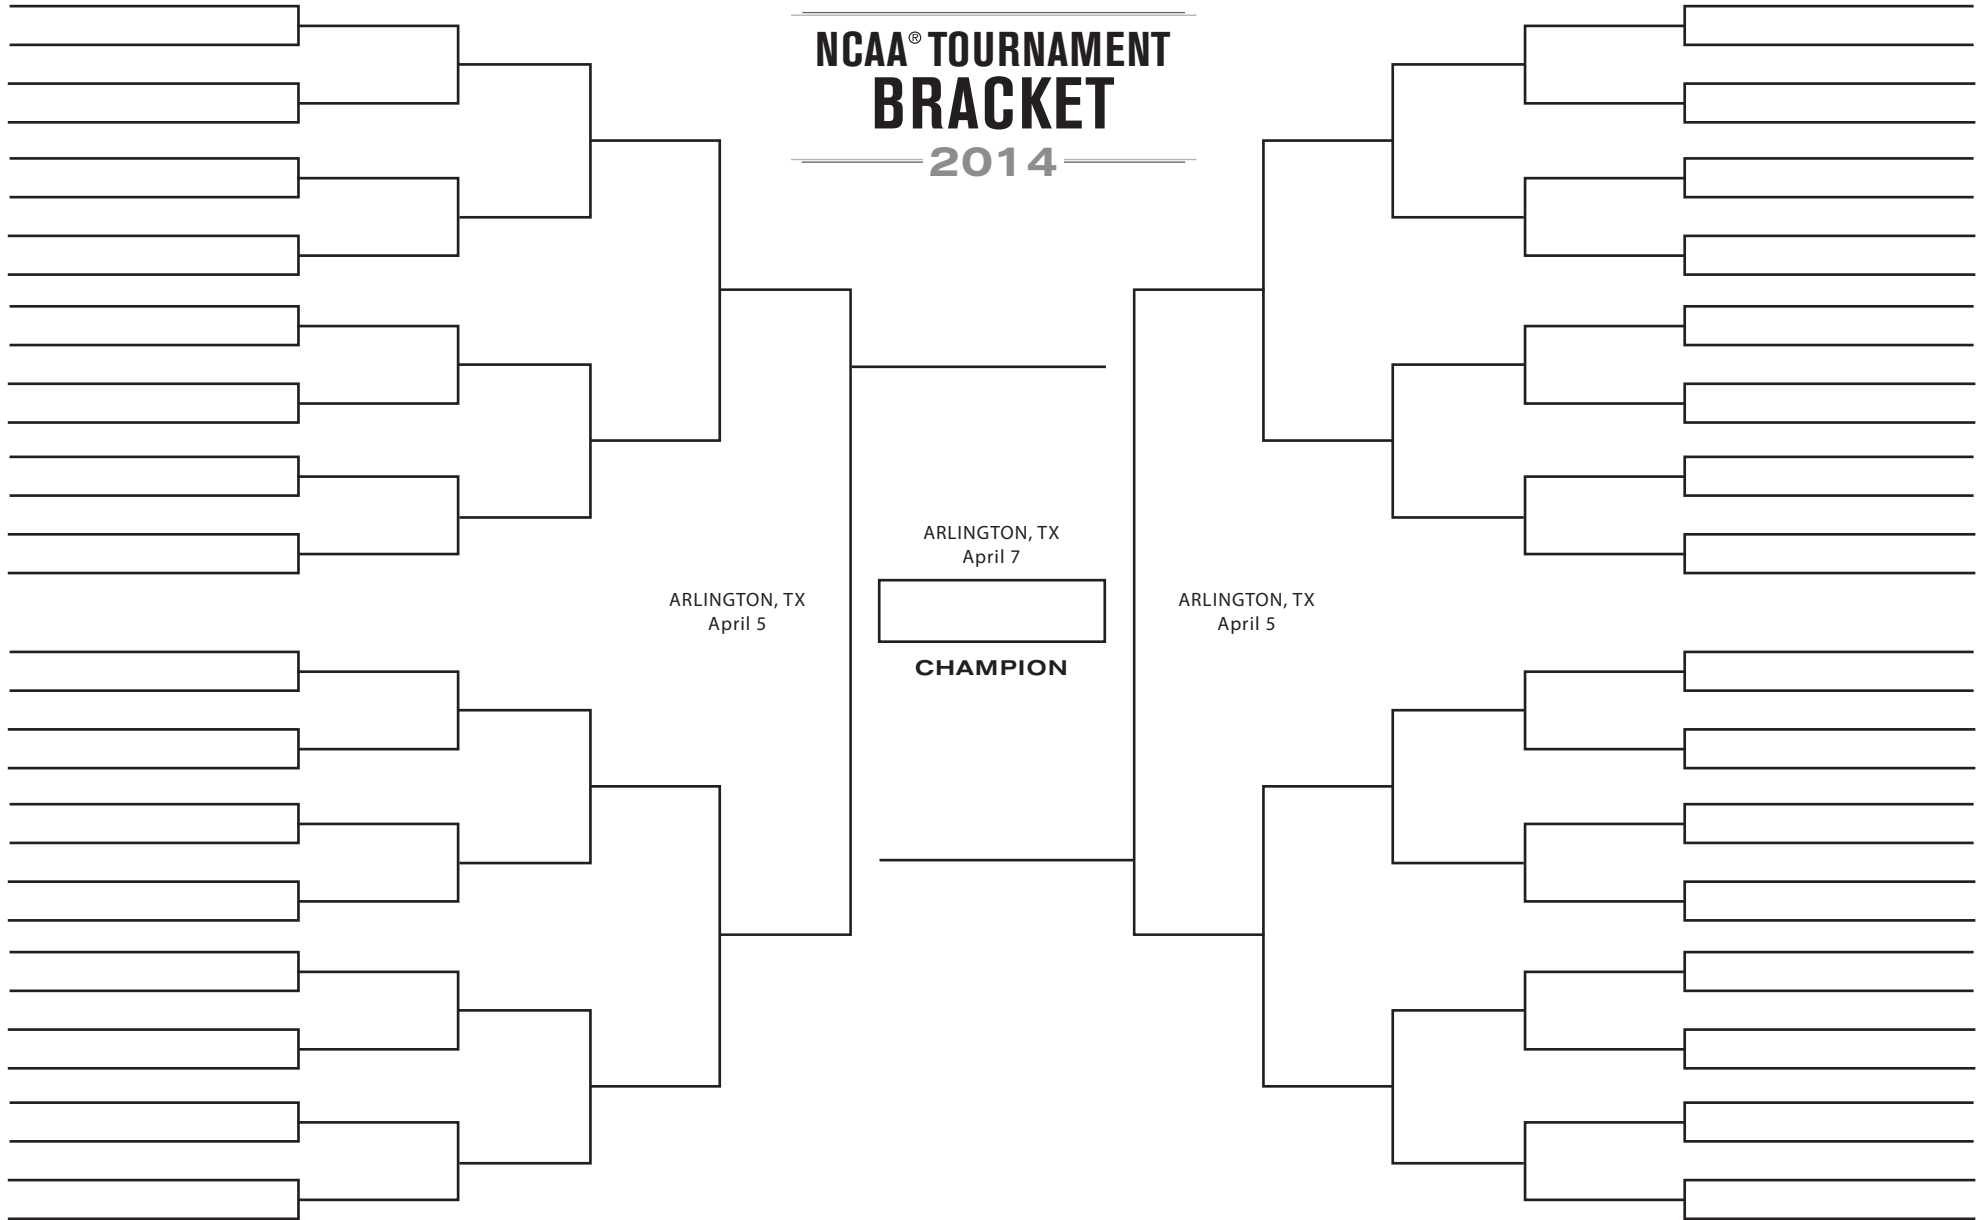 NCAA® TOURNAMENT
BRACKET
2014
ARLINGTON, TX
April 7
ARLINGTON, TX
April 5
ARLINGTON, TX
April 5
CHAMPION